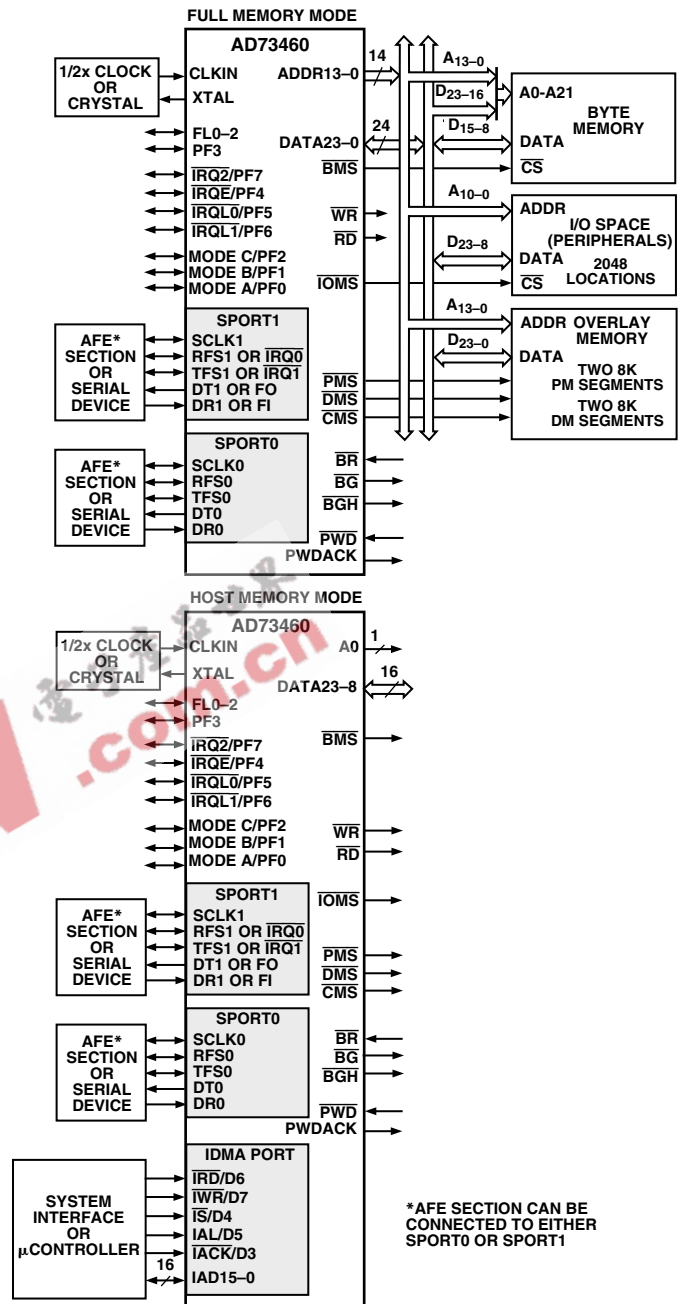 FULL MEMORY MODE
AD73460
1/2x CLOCK
OR
CRYSTAL
CLKIN
XTAL
FL0–2
PF3
IRQ2/PF7
IRQE/PF4
IRQL0/PF5
IRQL1/PF6
MODE C/PF2
MODE B/PF1
MODE A/PF0
ADDR13–0
14
DATA23–0
24
BMS
WR
RD
IOMS
A13–0
D23–16
D15–8
A0-A21
BYTE
MEMORY
DATA
CS
A10–0
D23–8
ADDR
I/O SPACE
(PERIPHERALS)
DATA
2048
LOCATIONS
CS
A13–0
D23–0
ADDR OVERLAY
MEMORY
DATA
TWO 8K
PM SEGMENTS
TWO 8K
DM SEGMENTS
AFE*
SECTION
OR
SERIAL
DEVICE
SPORT1
SCLK1
RFS1 OR IRQ0
TFS1 OR IRQ1
DT1 OR FO
DR1 OR FI
PMS
DMS
CMS
AFE*
SECTION
OR
SERIAL
DEVICE
SPORT0
SCLK0
RFS0
TFS0
DT0
DR0
BR
BG
BGH
PWD
PWDACK
HOST MEMORY MODE
AD73460
1/2x CLOCK
OR
CRYSTAL
CLKIN
XTAL
FL0–2
PF3
IRQ2/PF7
IRQE/PF4
IRQL0/PF5
IRQL1/PF6
MODE C/PF2
MODE B/PF1
MODE A/PF0
A0
1
DATA23–8
16
BMS
WR
RD
IOMS
AFE*
SECTION
OR
SERIAL
DEVICE
SPORT1
SCLK1
RFS1 OR IRQ0
TFS1 OR IRQ1
DT1 OR FO
DR1 OR FI
PMS
DMS
CMS
AFE*
SECTION
OR
SERIAL
DEVICE
SPORT0
SCLK0
RFS0
TFS0
DT0
DR0
BR
BG
BGH
PWD
PWDACK
SYSTEM
INTERFACE
OR
μCONTROLLER
IDMA PORT
IRD/D6
IWR/D7
IS/D4
IAL/D5
IACK/D3
16
IAD15–0
*AFE SECTION CAN BE
CONNECTED TO EITHER
SPORT0 OR SPORT1
.com.cn